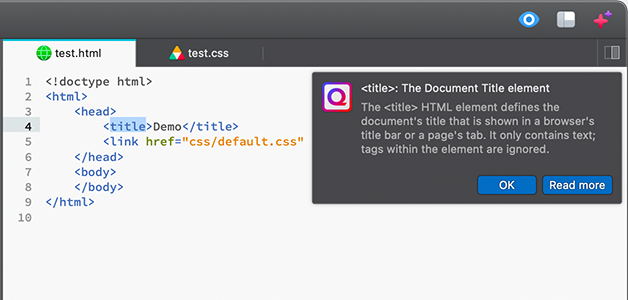 test.html
test.css
1 <!doctype html>
2 <html>
3 <head>
4 <title>Demo</title>
5 <link href="css/default.css"
6 </head>
7 <body>
8 </body>
9 </html>
10
<title>: The Document Title element
The <title> HTML element defines the
document's title that is shown in a browser's
title bar or a page's tab. It only contains text;
tags within the element are ignored.
OK
Read more